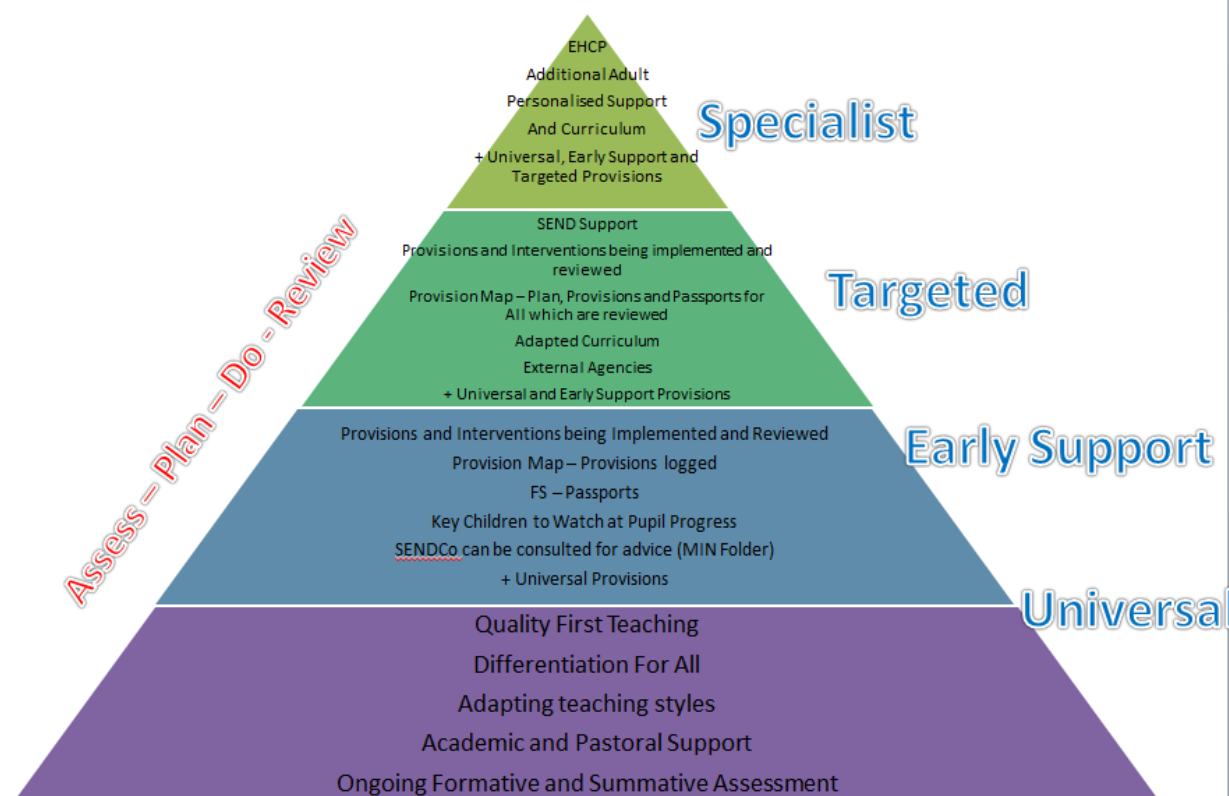 EHCP
Additional Adult
Personalised Support
And Curriculum
+ Universal, Early Support and
Targeted Provisions
Specialist
SEND Support
Provisions and Interventions being implemented and
reviewed
Provision Map – Plan, Provisions and Passports for
All which are reviewed
Adapted Curriculum
External Agencies
+ Universal and Early Support Provisions
Targeted
Assess – Plan – Do - Review
Provisions and Interventions being Implemented and Reviewed
Provision Map – Provisions logged
FS – Passports
Key Children to Watch at Pupil Progress
SENDCo can be consulted for advice (MIN Folder)
+ Universal Provisions
Early Support
Universal
Quality First Teaching
Differentiation For All
Adapting teaching styles
Academic and Pastoral Support
Ongoing Formative and Summative Assessment